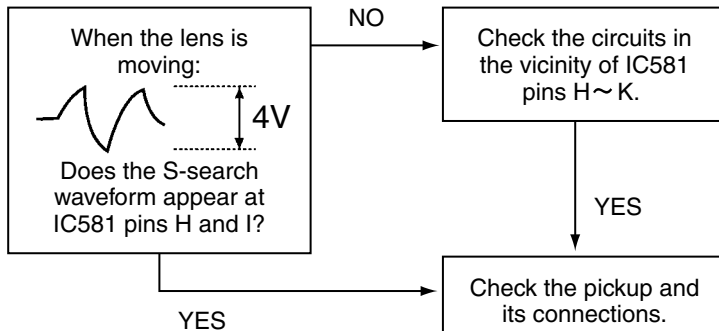 When the lens is
moving:
4V
Does the S-search
waveform appear at
IC581 pins H and I?
NO
Check the circuits in
the vicinity of IC581
pins H~K.
YES
Check the pickup and
its connections.
YES